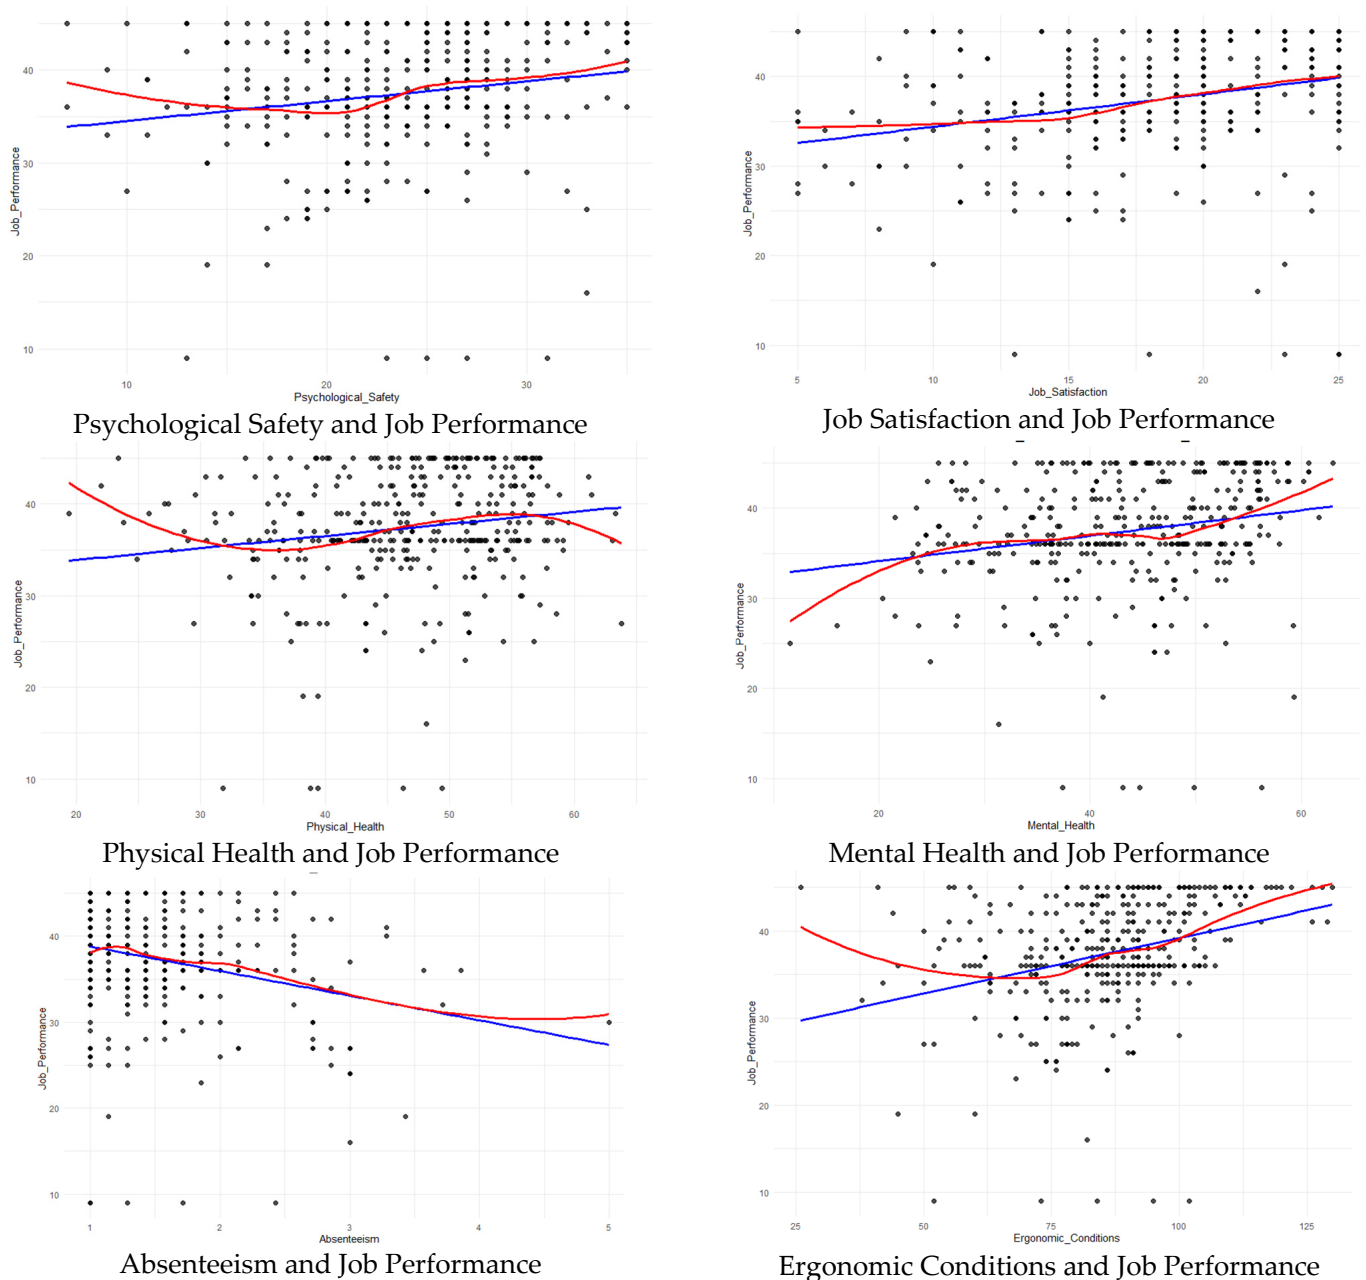 Job_Performance
40
30
20
10
10
20
30
Psychological_Safety
Psychological Safety and Job Performance
Job_Performance
40
30
20
10
5
10
15
20
25
Job_Satisfaction
Job Satisfaction and Job Performance
Job_Performance
40
30
20
10
20
30
40
50
60
Physical_Health
Physical Health and Job Performance
Job_Performance
40
30
20
10
20
40
60
Mental_Health
Mental Health and Job Performance
Job_Performance
40
30
20
10
1
2
3
4
5
Absenteeism
Absenteeism and Job Performance
Job_Performance
40
30
20
10
25
50
75
100
125
Ergonomic_Conditions
Ergonomic Conditions and Job Performance